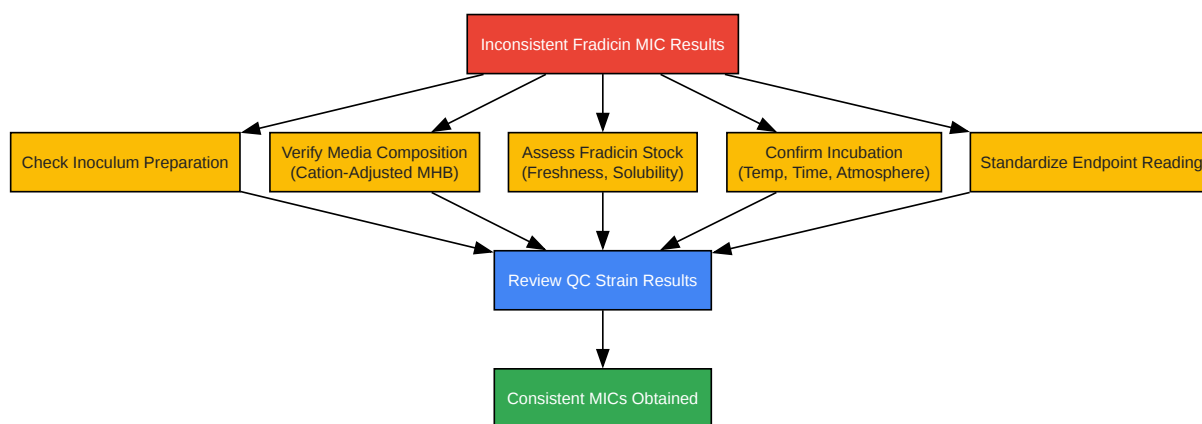 Inconsistent Fradicin MIC Results
Check Inoculum Preparation
Verify Media Composition
(Cation-Adjusted MHB)
Assess Fradicin Stock
(Freshness, Solubility)
Confirm Incubation
(Temp, Time, Atmosphere)
Standardize Endpoint Reading
Review QC Strain Results
Consistent MICs Obtained